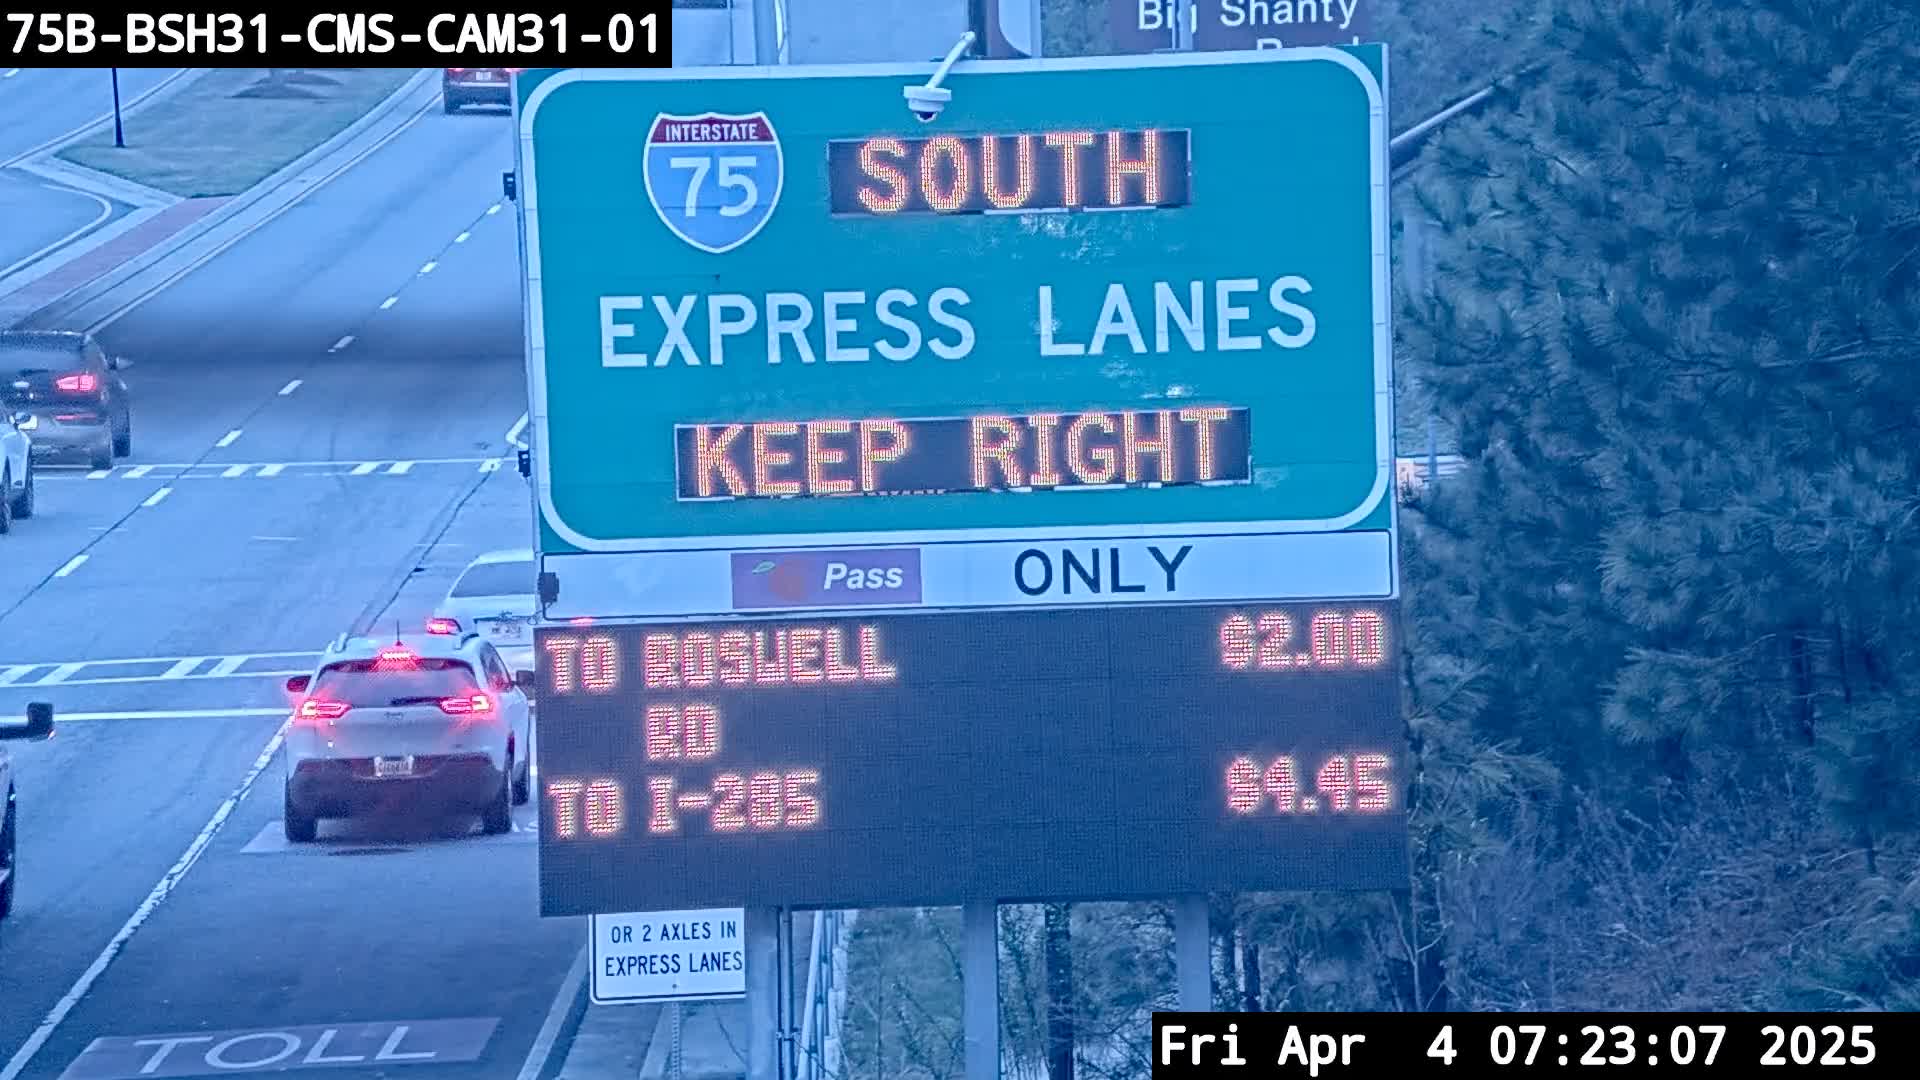 75B-BSH31-CMS-CAM31-01
Big Shanty
INTERSTATE
75
SOUTH
EXPRESS LANES
KEEP RIGHT
Pass ONLY
TO ROSWELL $2.00
RD
TO I-285 $4.45
OR 2 AXLES IN
EXPRESS LANES
TOLL
Fri Apr 4 07:23:07 2025